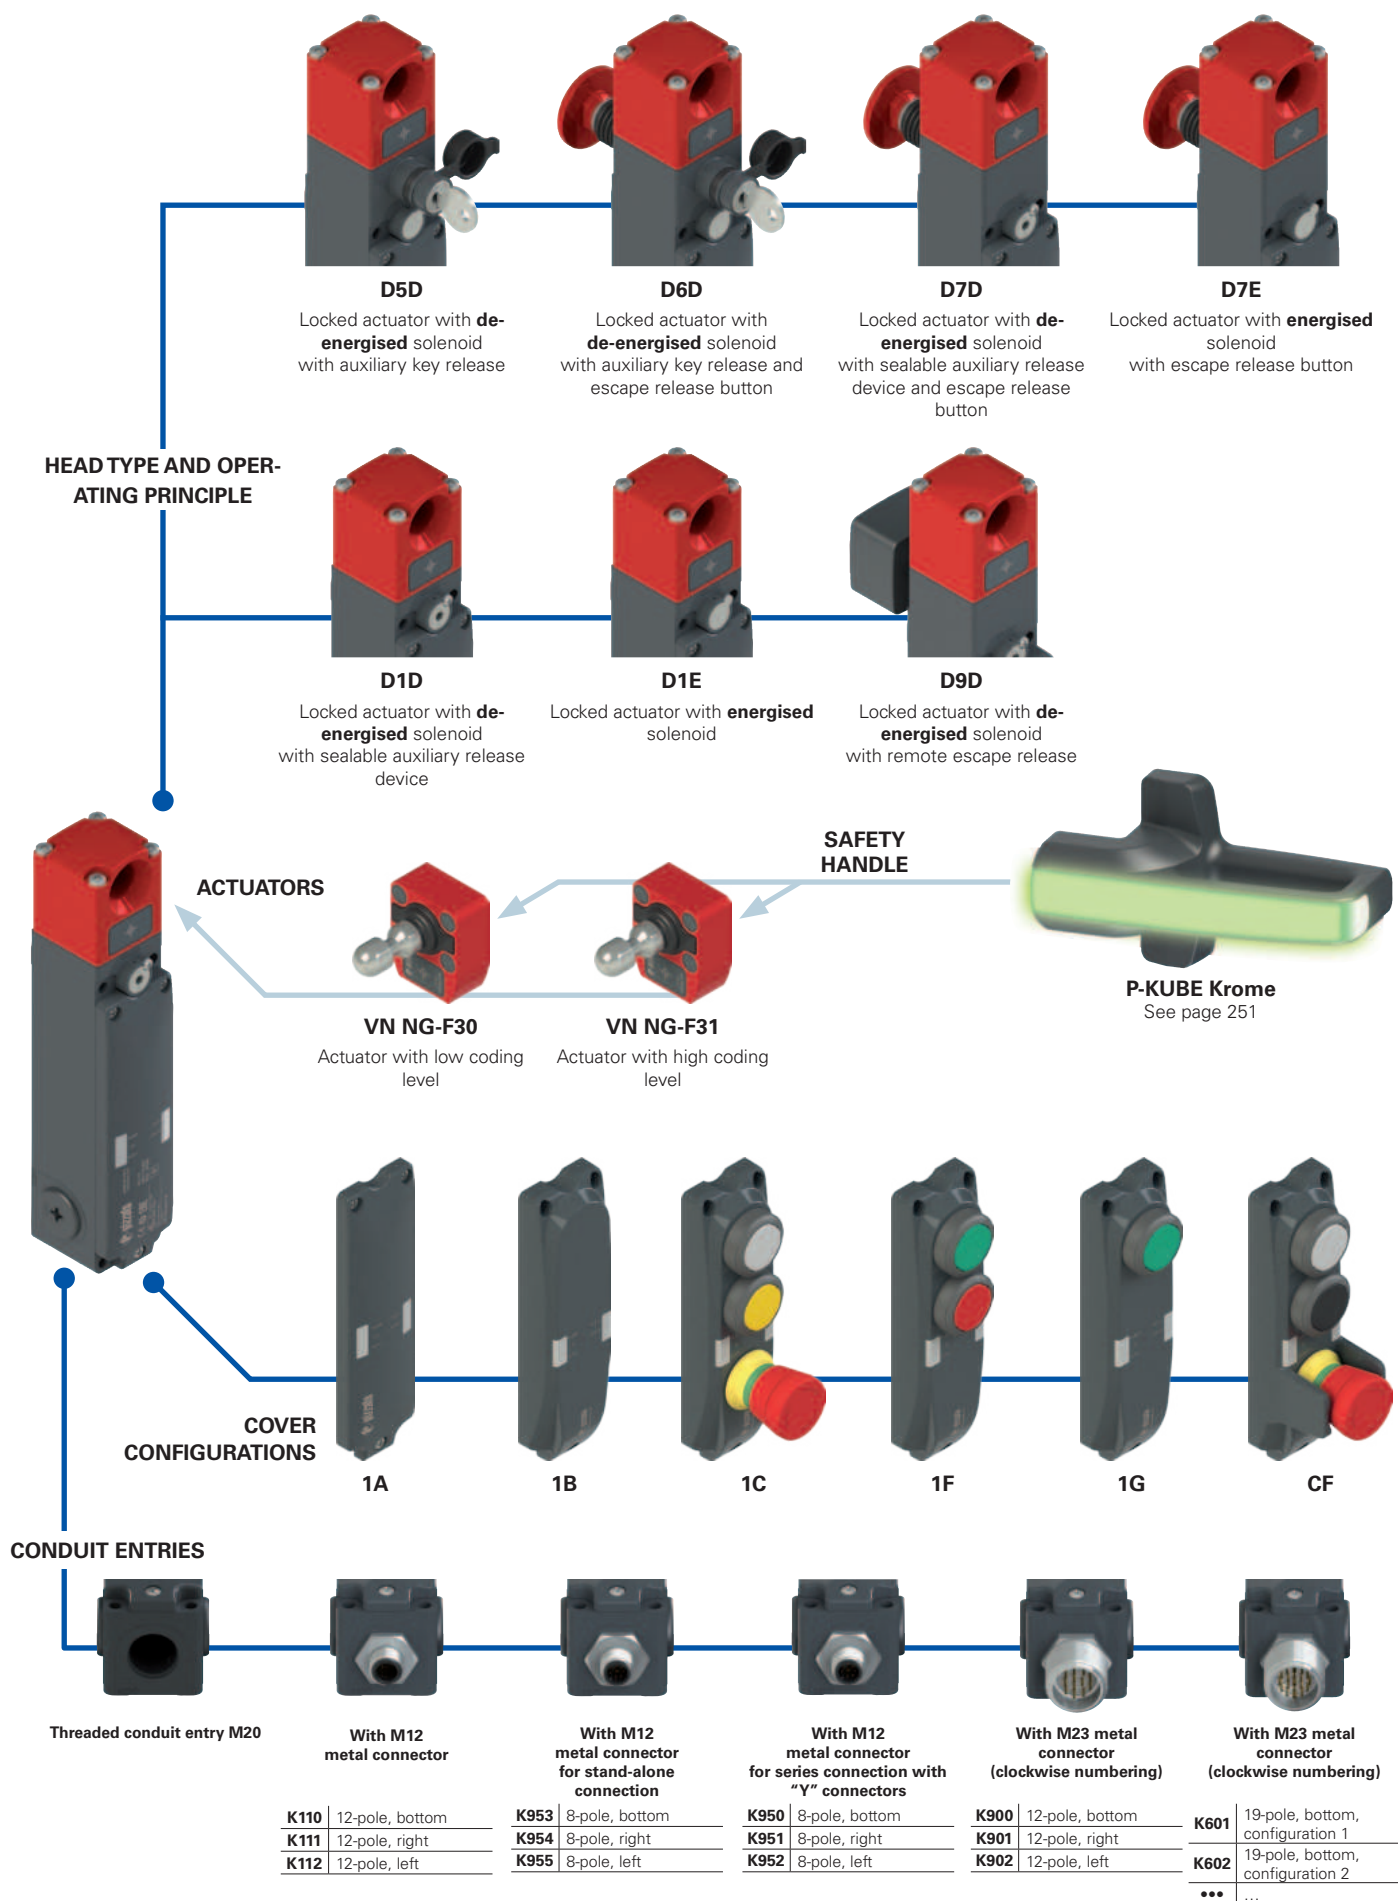 D5D
Locked actuator with de-
energised solenoid
with auxiliary key release
D6D
Locked actuator with
de-energised solenoid
with auxiliary key release and
escape release button
D7D
Locked actuator with de-
energised solenoid
with sealable auxiliary release
device and escape release
button
D7E
Locked actuator with energised
solenoid
with escape release button
HEAD TYPE AND OPER-
ATING PRINCIPLE
D1D
Locked actuator with de-
energised solenoid
with sealable auxiliary release
device
D1E
Locked actuator with energised
solenoid
D9D
Locked actuator with de-
energised solenoid
with remote escape release
SAFETY
HANDLE
ACTUATORS
P-KUBE Krome
See page 251
VN NG-F30
Actuator with low coding
level
VN NG-F31
Actuator with high coding
level
pizzato
pizzato
COVER
CONFIGURATIONS
1A
1B
1C
1F
1G
CF
CONDUIT ENTRIES
Threaded conduit entry M20
With M12
metal connector
K110 12-pole, bottom
K111 12-pole, right
K112 12-pole, left
With M12
metal connector
for stand-alone
connection
K953 8-pole, bottom
K954 8-pole, right
K955 8-pole, left
With M12
metal connector
for series connection with
“Y” connectors
K950 8-pole, bottom
K951 8-pole, right
K952 8-pole, left
With M23 metal
connector
(clockwise numbering)
K900 12-pole, bottom
K901 12-pole, right
K902 12-pole, left
With M23 metal
connector
(clockwise numbering)
K601 19-pole, bottom,
configuration 1
K602 19-pole, bottom,
configuration 2
••• ...